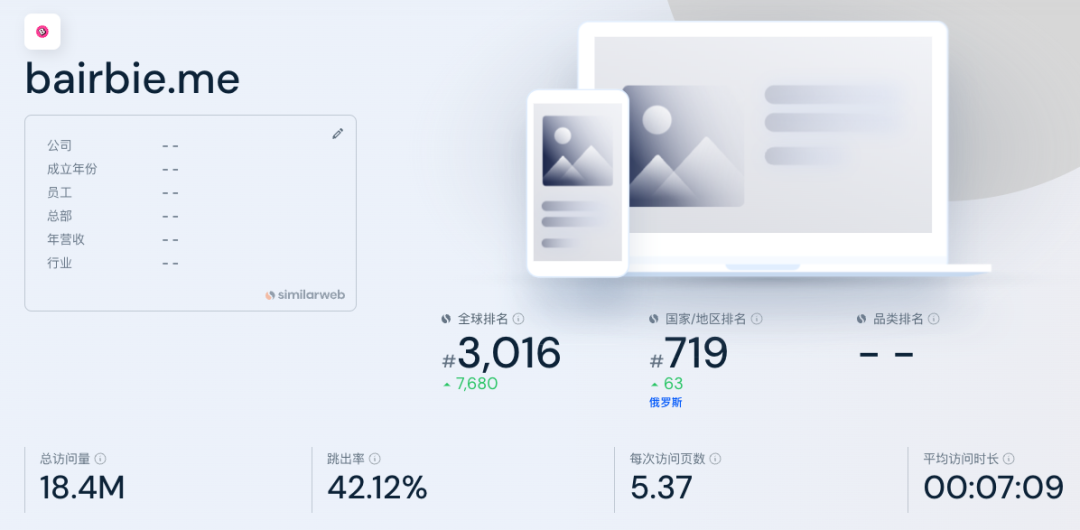 bairbie.me
公司 - -
成立年份 - -
员工 - -
总部 - -
年营收 - -
行业 - -
similarweb
全球排名 国家/地区排名 品类排名
#3,016 #719 - -
7,680 63
俄罗斯
总访问量 跳出率 每次访问页数 平均访问时长
18.4M 42.12% 5.37 00:07:09